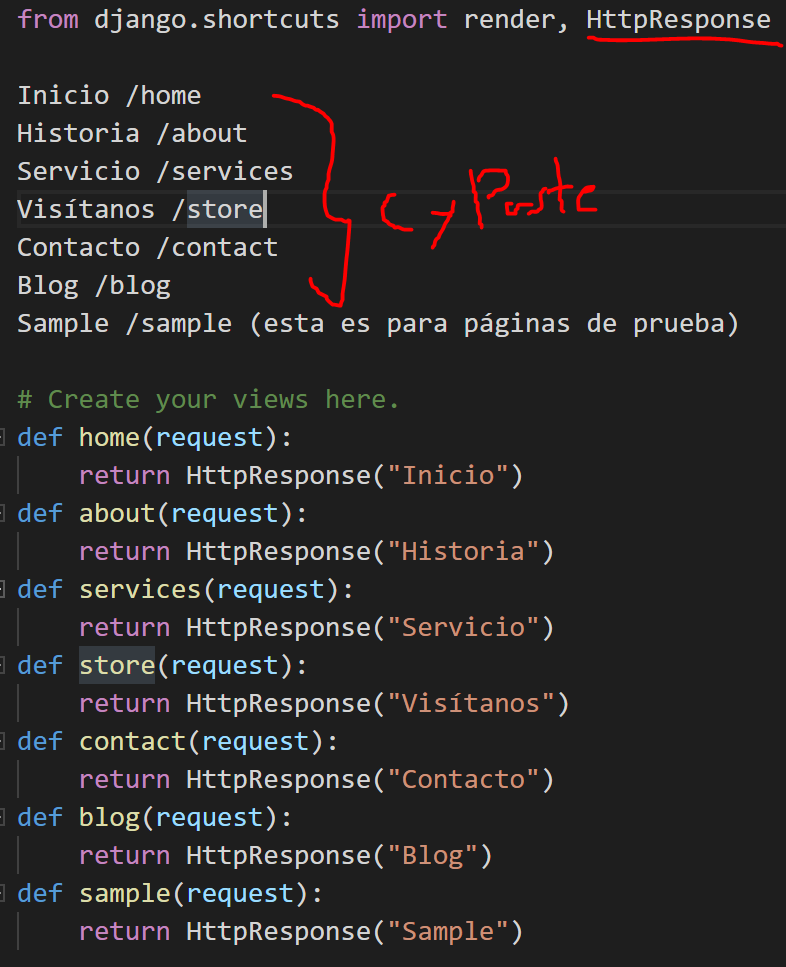 from django.shortcuts import render, HttpResponse
Inicio /home
Historia /about
Servicio /services
Visítanos /store
Contacto /contact
Blog /blog
Sample /sample (esta es para páginas de prueba)
C y Paste
# Create your views here.
def home(request):
    return HttpResponse("Inicio")
def about(request):
    return HttpResponse("Historia")
def services(request):
    return HttpResponse("Servicio")
def store(request):
    return HttpResponse("Visítanos")
def contact(request):
    return HttpResponse("Contacto")
def blog(request):
    return HttpResponse("Blog")
def sample(request):
    return HttpResponse("Sample")